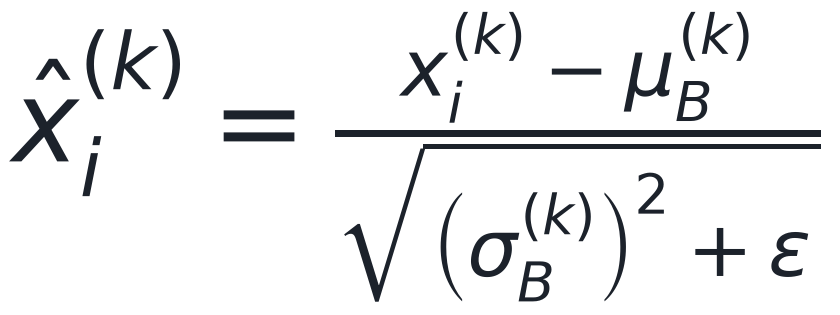 x̂_i^(k) = (x_i^(k) − μ_B^(k)) / √((σ_B^(k))^2 + ε)